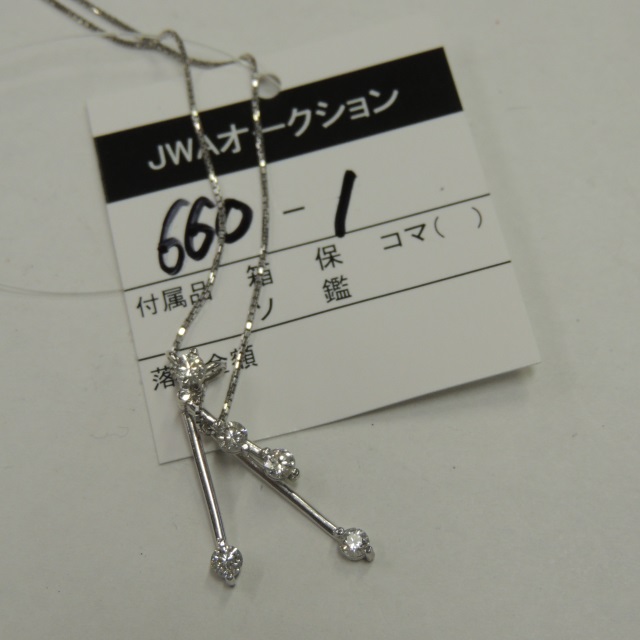 JWAオークション
660-1
付属品 箱 保 コマ( )
ソ 鑑
落 金額